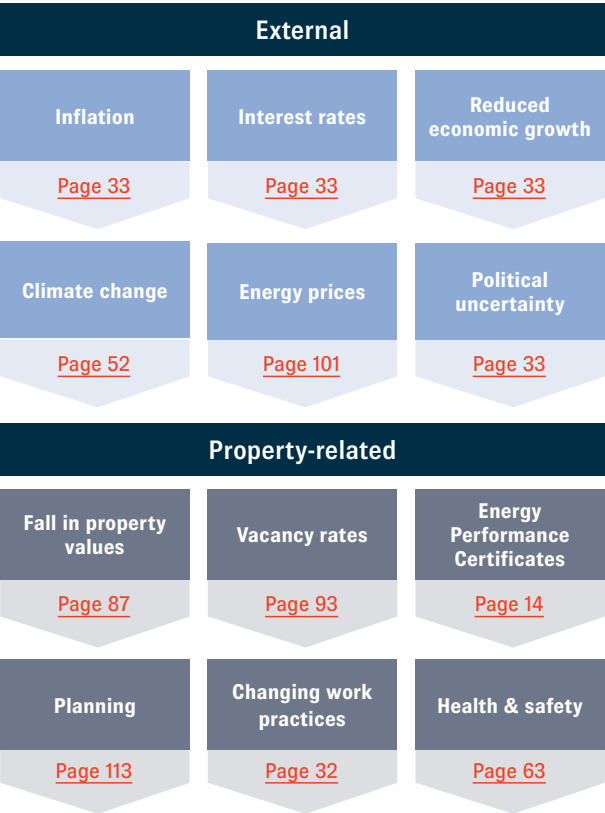 External
Inflation
Page 33
Interest rates
Page 33
Reduced
economic growth
Page 33
Climate change
Page 52
Energy prices
Page 101
Political
uncertainty
Page 33
Property-related
Fall in property
values
Page 87
Vacancy rates
Page 93
Energy
Performance
Certificates
Page 14
Planning
Page 113
Changing work
practices
Page 32
Health & safety
Page 63